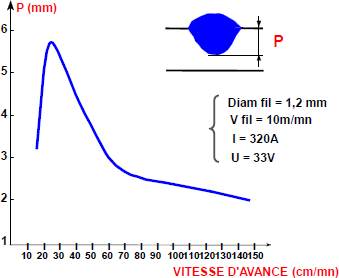 P (mm)
6
P
5
Diam fil = 1,2 mm
V fil = 10m/mn
4
I = 320A
U = 33V
3
2
1
10 20 30 40 50 60 70 80 90 100 110 120 130 140 150
VITESSE D'AVANCE (cm/mn)